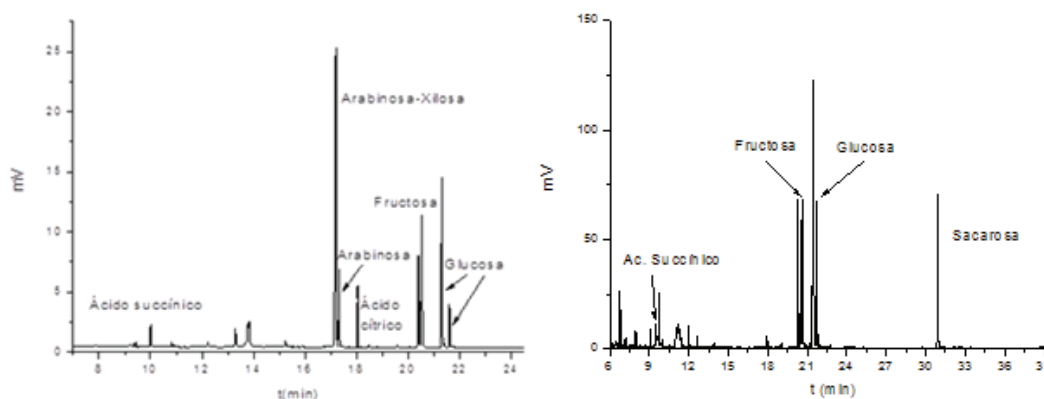 25
20
15
10
5
0
mV
Arabinosa-Xilosa
Fructosa
Arabinosa
Glucosa
Ácido succínico
Ácido
cítrico
8 10 12 14 16 18 20 22 24
t(min)
150
100
50
0
mV
Fructosa
Glucosa
Ac. Succíhico
Sacarosa
6 9 12 15 18 21 24 27 30 33 36
t (min)